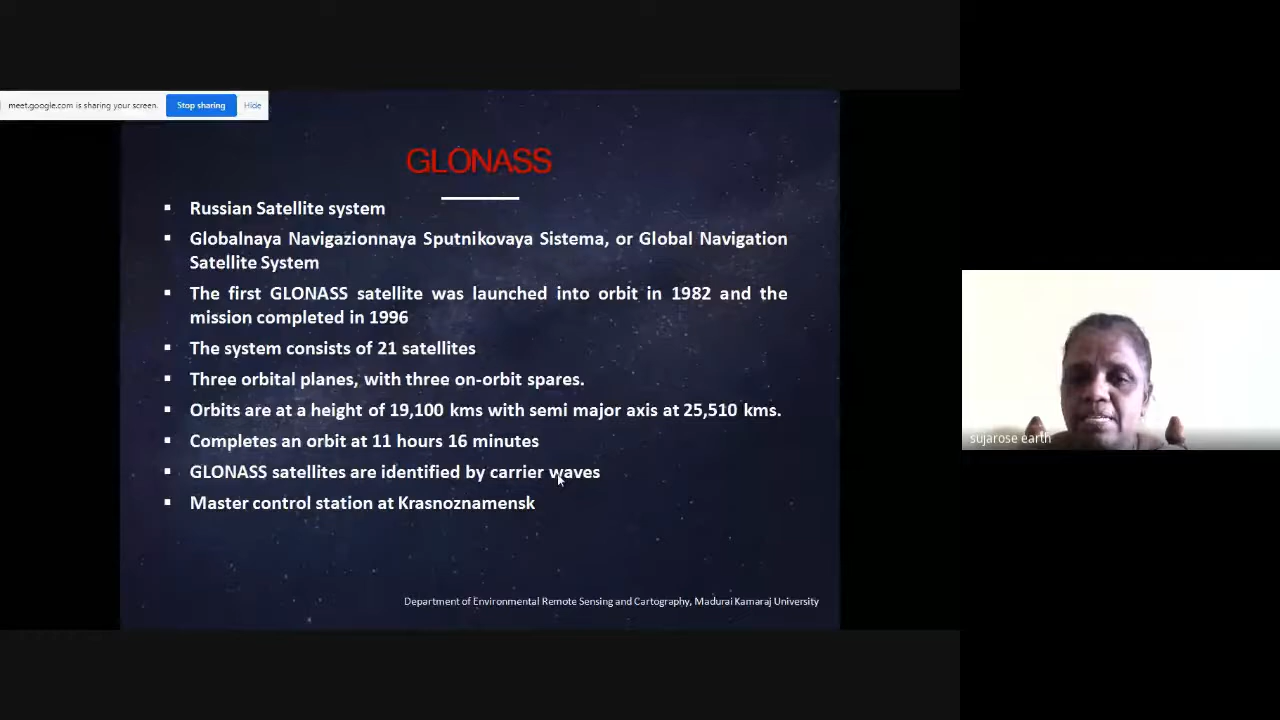 meet.google.com is sharing your screen.
Stop sharing
Hide
GLONASS
▪ Russian Satellite system
▪ Globalnaya Navigazionnaya Sputnikovaya Sistema, or Global Navigation
Satellite System
▪ The first GLONASS satellite was launched into orbit in 1982 and the
mission completed in 1996
▪ The system consists of 21 satellites
▪ Three orbital planes, with three on-orbit spares.
▪ Orbits are at a height of 19,100 kms with semi major axis at 25,510 kms.
▪ Completes an orbit at 11 hours 16 minutes
▪ GLONASS satellites are identified by carrier waves
▪ Master control station at Krasnoznamensk
Department of Environmental Remote Sensing and Cartography, Madurai Kamaraj University
sujarose earth